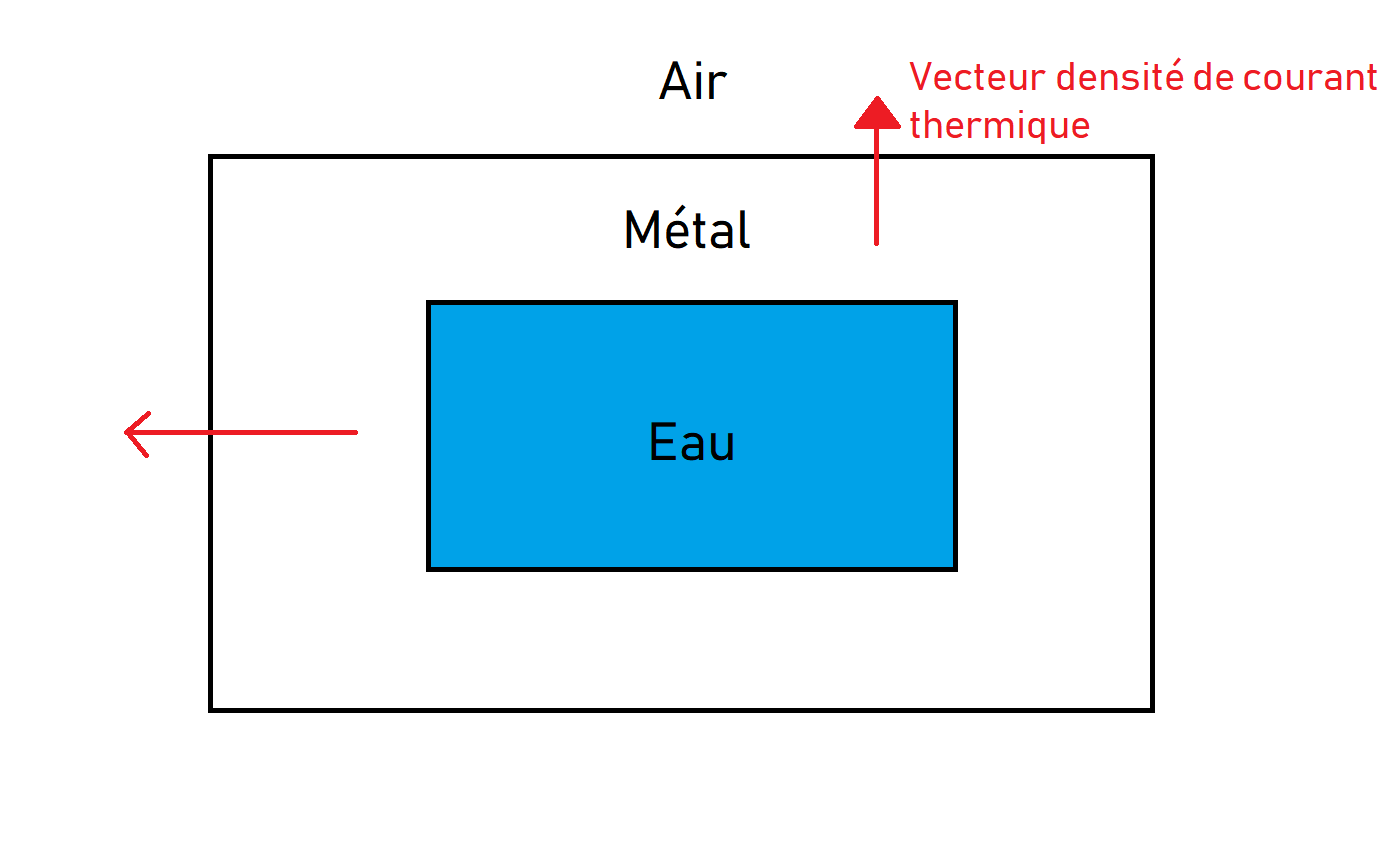 Air
Vecteur densité de courant
thermique
Métal
Eau